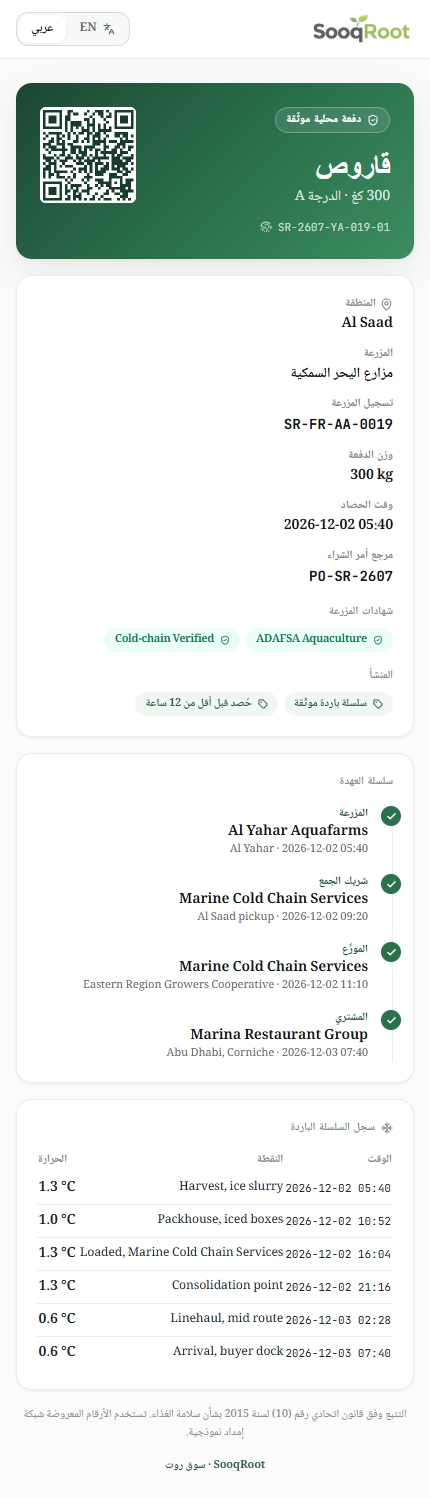 عربي
EN
SooqRoot
دفعة محلية موثّقة
قاروص
300 كغ · الدرجة A
SR-2607-YA-019-01
المنطقة
Al Saad
المزرعة
مزارع اليحر السمكية
تسجيل المزرعة
SR-FR-AA-0019
وزن الدفعة
300 kg
وقت الحصاد
2026-12-02 05:40
مرجع أمر الشراء
PO-SR-2607
شهادات المزرعة
ADAFSA Aquaculture
Cold-chain Verified
المنشأ
سلسلة باردة موثّقة
حُصد قبل أقل من 12 ساعة
سلسلة العهدة
المزرعة
Al Yahar Aquafarms
Al Yahar · 2026-12-02 05:40
شريك الجمع
Marine Cold Chain Services
Al Saad pickup · 2026-12-02 09:20
الموزّع
Marine Cold Chain Services
Eastern Region Growers Cooperative · 2026-12-02 11:10
المشتري
Marina Restaurant Group
Abu Dhabi, Corniche · 2026-12-03 07:40
سجل السلسلة الباردة
الوقت النقطة الحرارة
2026-12-02 05:40 Harvest, ice slurry 1.3 °C
2026-12-02 10:52 Packhouse, iced boxes 1.0 °C
2026-12-02 16:04 Loaded, Marine Cold Chain Services 1.3 °C
2026-12-02 21:16 Consolidation point 1.3 °C
2026-12-03 02:28 Linehaul, mid route 0.6 °C
2026-12-03 07:40 Arrival, buyer dock 0.6 °C
التتبع وفق قانون اتحادي رقم (10) لسنة 2015 بشأن سلامة الغذاء. تستخدم الأرقام المعروضة شبكة
إمداد نموذجية.
SooqRoot · سوق روت